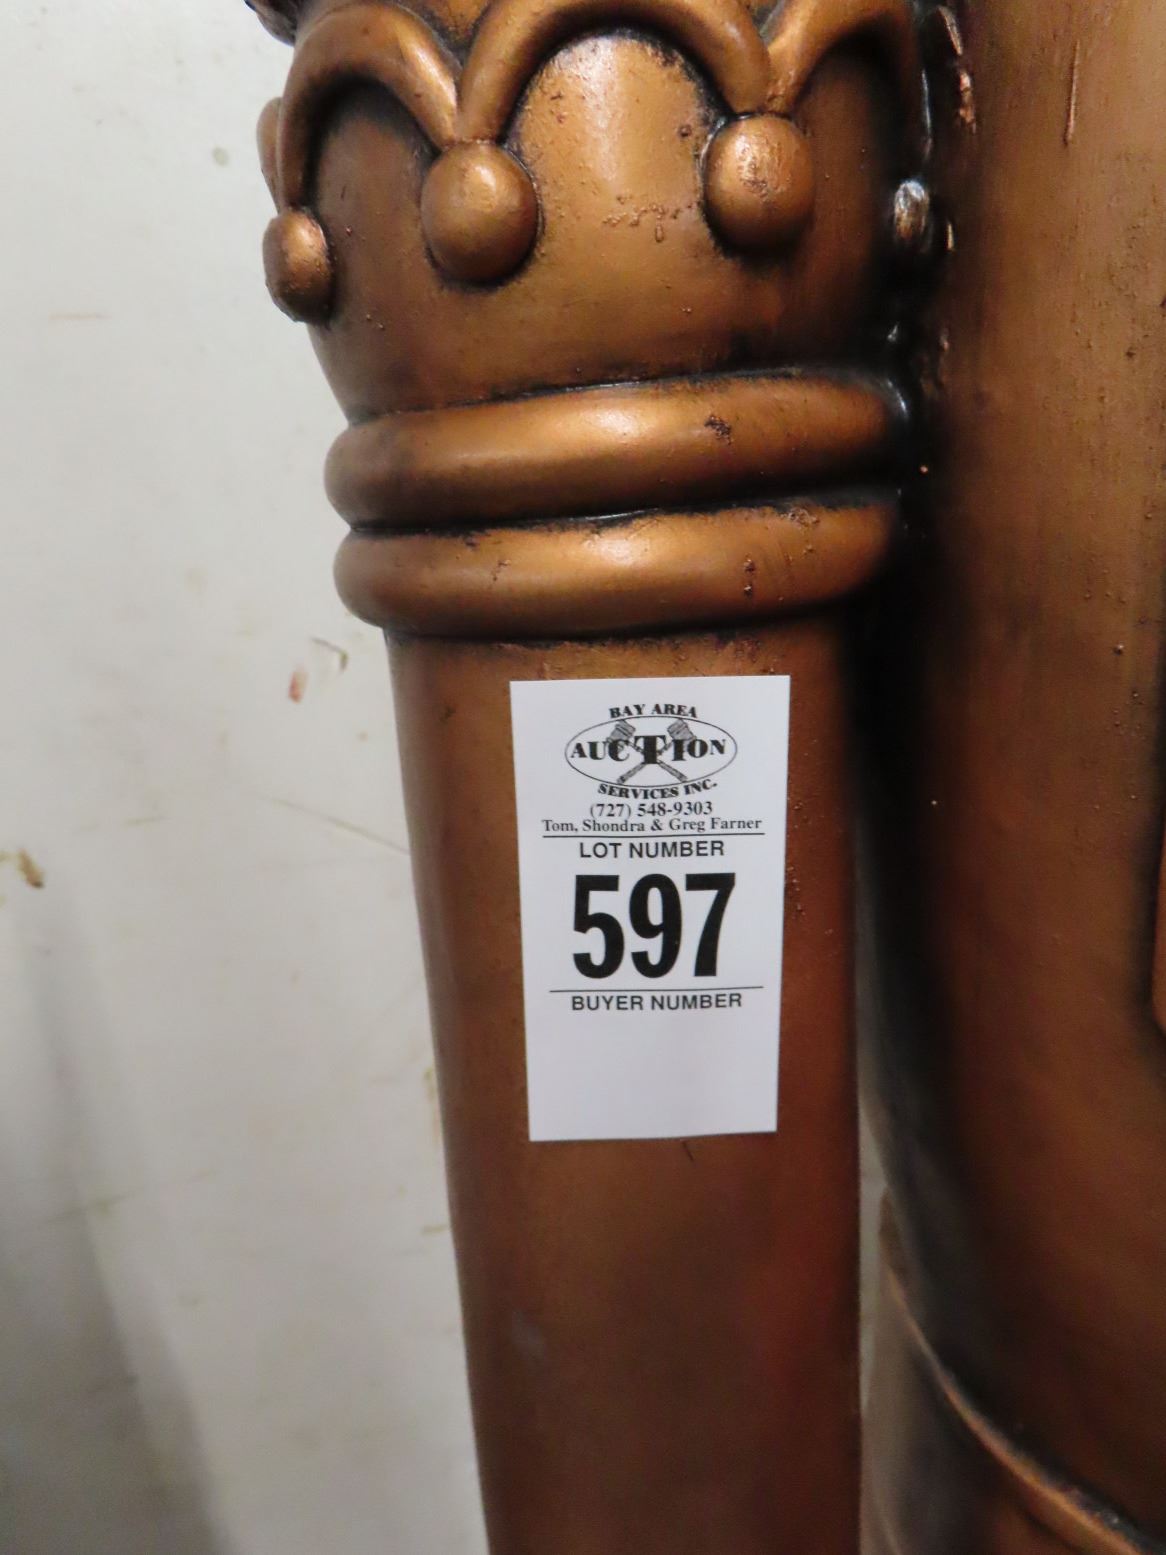 BAY AREA
AUCTION
SERVICES INC.
(727) 548-9303
Tom, Shondra & Greg Farner
LOT NUMBER
597
BUYER NUMBER